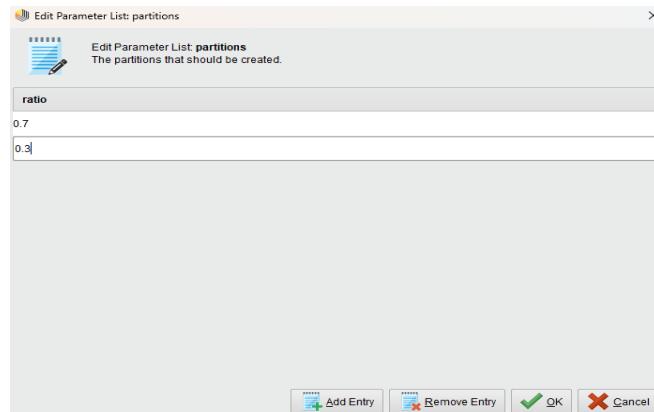 Edit Parameter List: partitions
Edit Parameter List: partitions
The partitions that should be created.
ratio
0.7
0.3
Add Entry Remove Entry OK Cancel